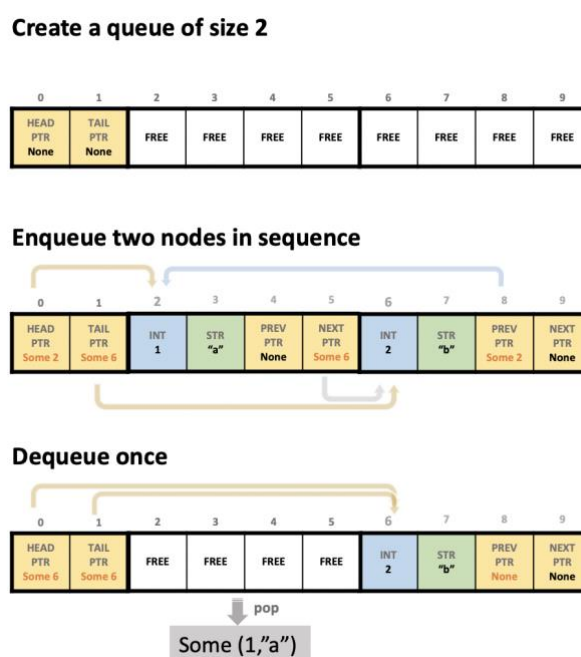 Create a queue of size 2
0 1 2 3 4 5 6 7 8 9
HEAD TAIL
PTR PTR FREE FREE FREE FREE FREE FREE FREE FREE
None None
Enqueue two nodes in sequence
0 1 2 3 4 5 6 7 8 9
HEAD TAIL INT STR PREV NEXT INT STR PREV NEXT
PTR PTR 1 "a" PTR PTR 2 "b" PTR PTR
Some 2 Some 6 None Some 6 Some 2 None
Dequeue once
0 1 2 3 4 5 6 7 8 9
HEAD TAIL INT STR PREV NEXT
PTR PTR FREE FREE FREE FREE 2 "b" PTR PTR
Some 6 Some 6 None None
pop
Some (1,"a")